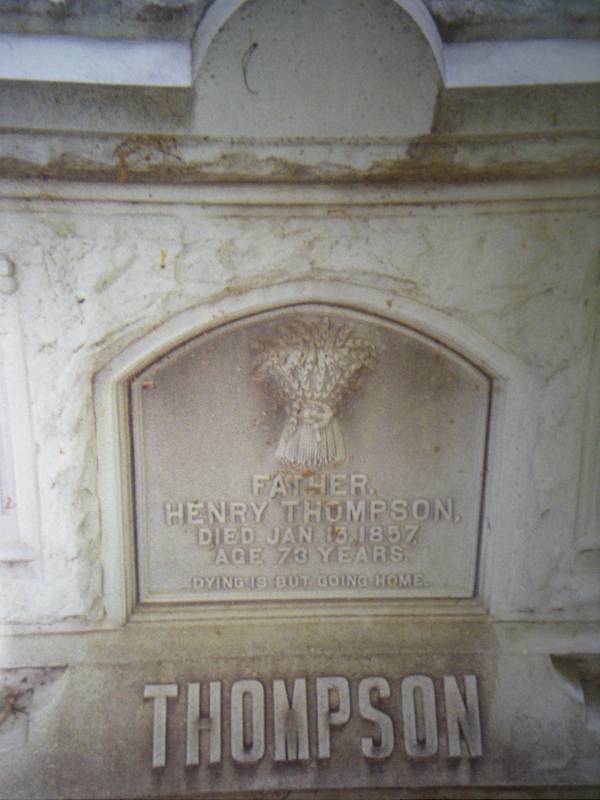 FATHER.
HENRY THOMPSON,
DIED JAN. 13, 1857
AGE 73 YEARS.
DYING IS BUT GOING HOME.
THOMPSON